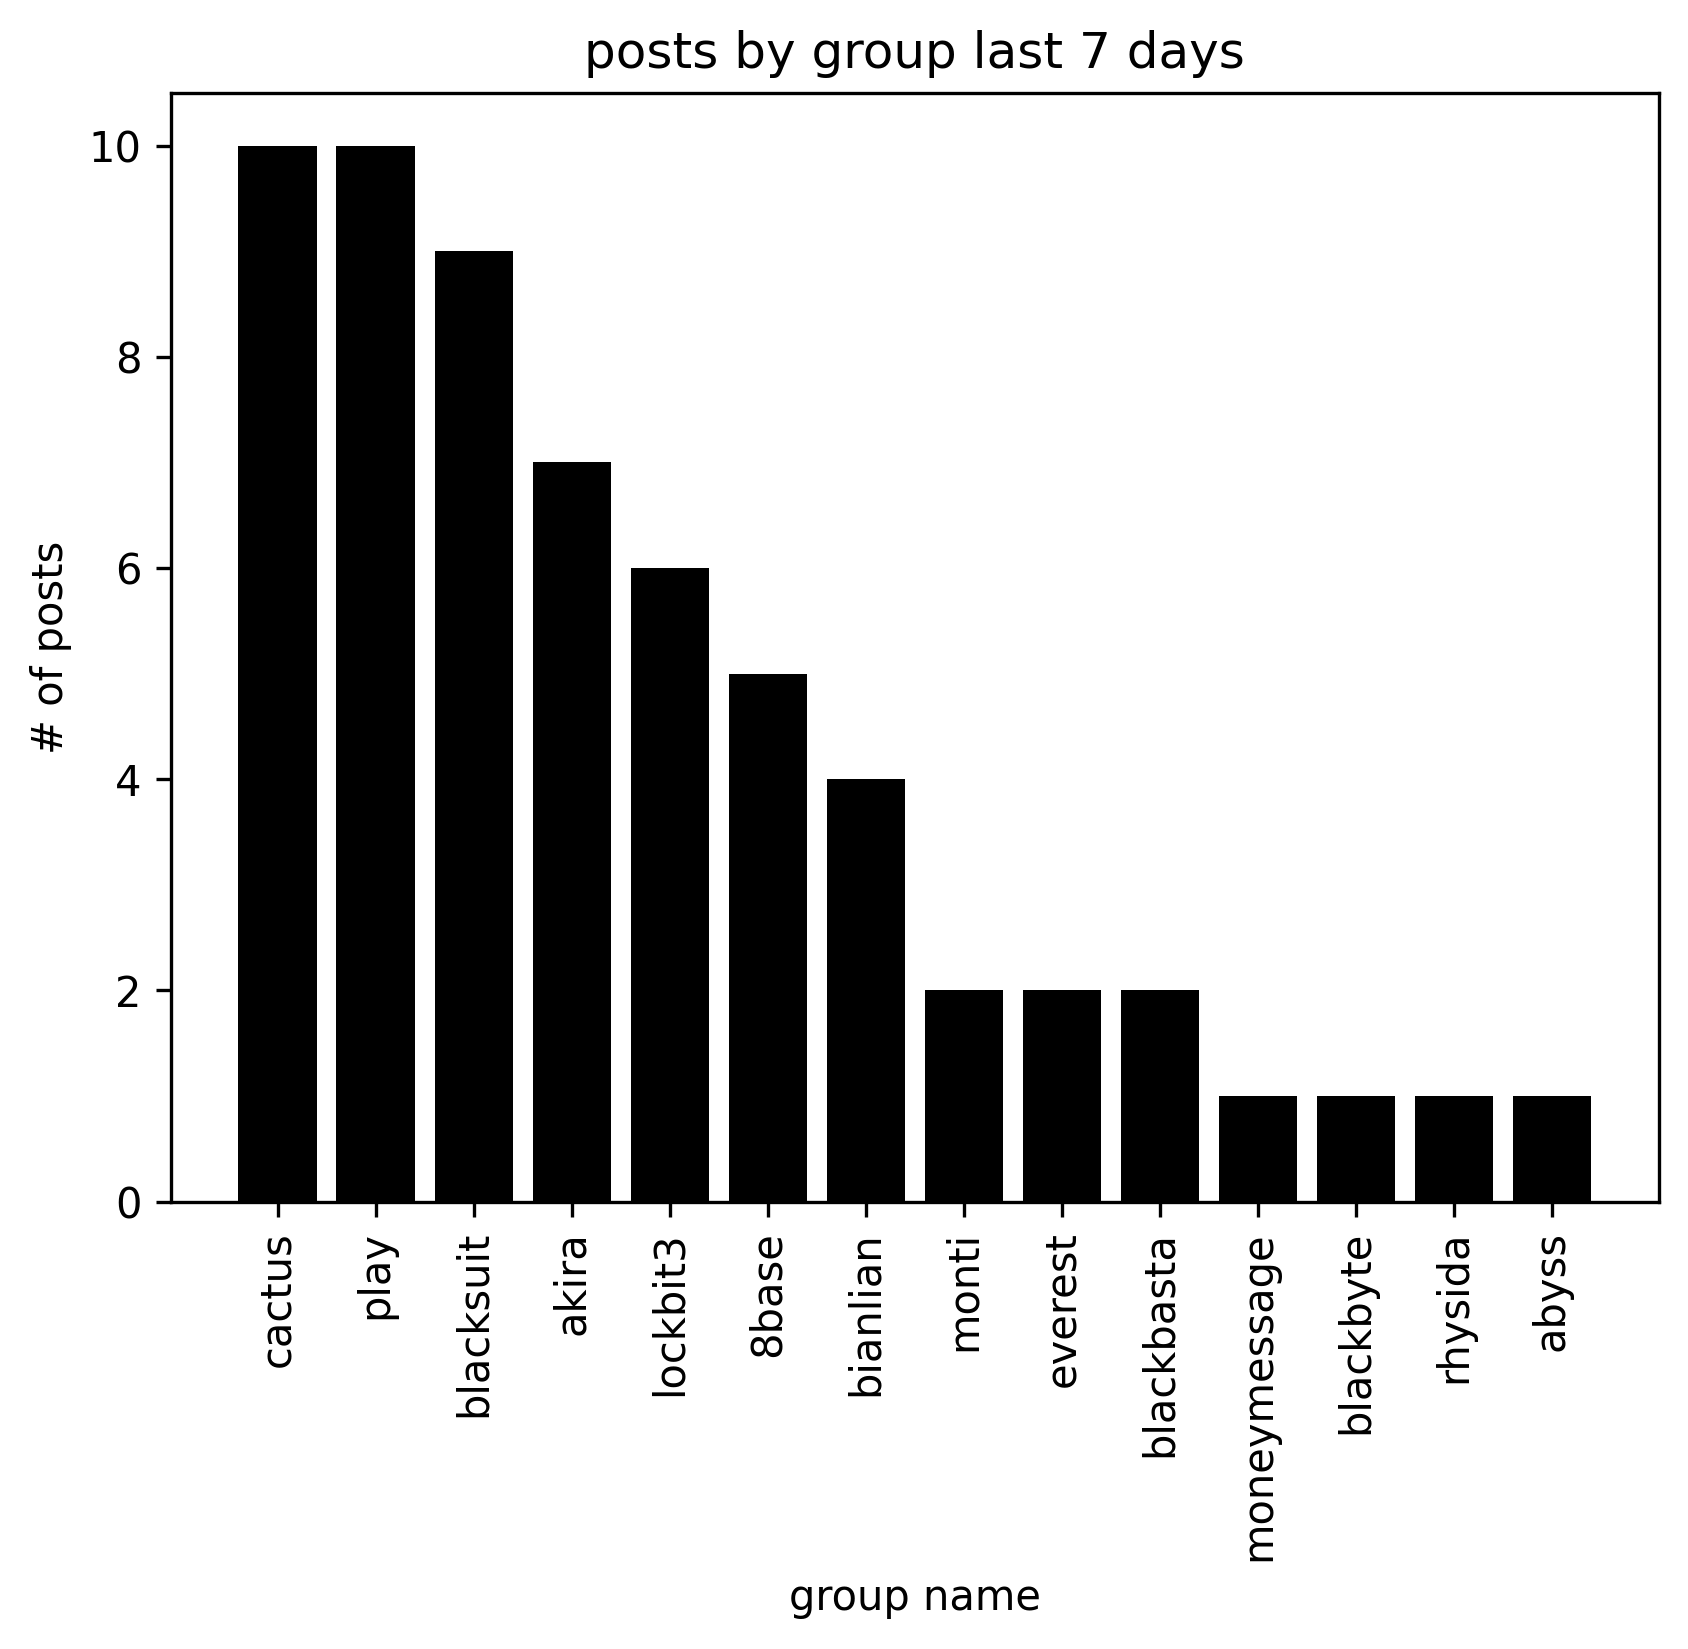 posts by group last 7 days
# of posts
10
8
6
4
2
0
cactus
play
blacksuit
akira
lockbit3
8base
bianlian
monti
everest
blackbasta
moneymessage
blackbyte
rhysida
abyss
group name